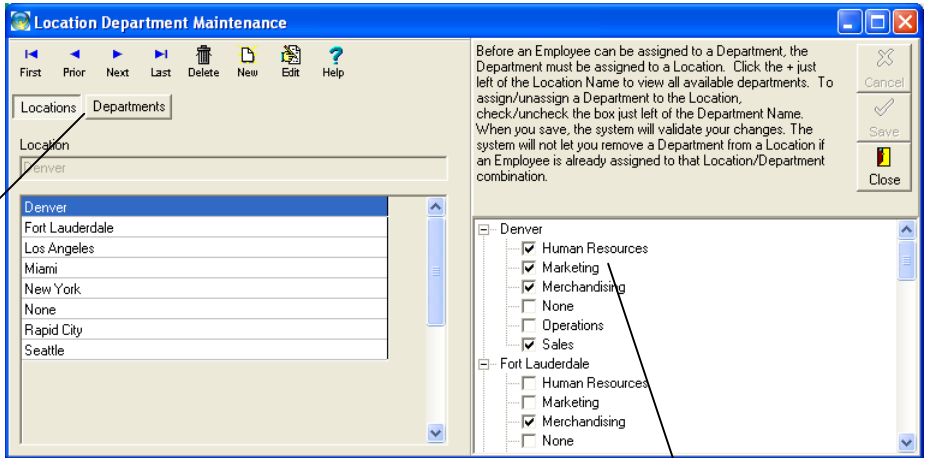 Location Department Maintenance
First Prior Next Last Delete New Edit Help
Locations Departments
Location
Denver
Denver
Fort Lauderdale
Los Angeles
Miami
New York
None
Rapid City
Seattle
Before an Employee can be assigned to a Department, the
Department must be assigned to a Location. Click the + just
left of the Location Name to view all available departments. To
assign/unassign a Department to the Location,
check/uncheck the box just left of the Department Name.
When you save, the system will validate your changes. The
system will not let you remove a Department from a Location if
an Employee is already assigned to that Location/Department
combination.
Cancel
Save
Close
Denver
Human Resources
Marketing
Merchandising
None
Operations
Sales
Fort Lauderdale
Human Resources
Marketing
Merchandising
None